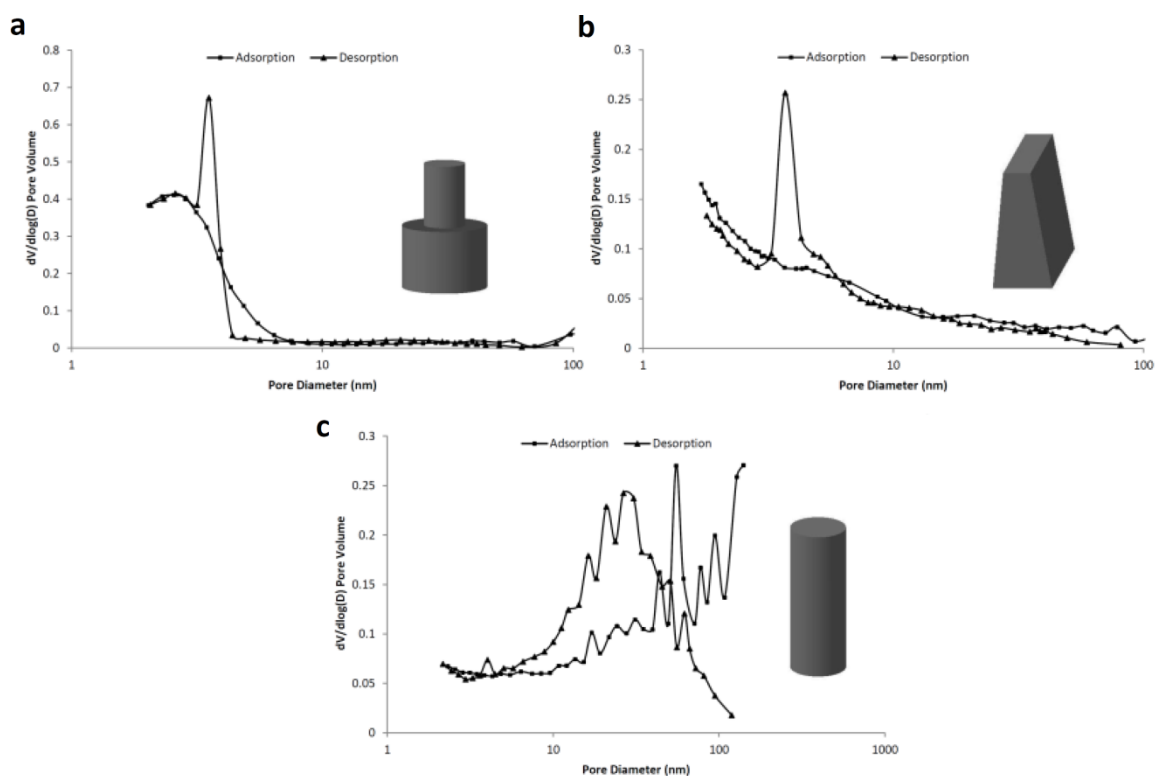 a
Adsorption Desorption
0.8
0.7
0.6
0.5
0.4
0.3
0.2
0.1
0
dV/dlog(D) Pore Volume
1 10 100
Pore Diameter (nm)
b
Adsorption Desorption
0.3
0.25
0.2
0.15
0.1
0.05
0
dV/dlog(D) Pore Volume
1 10 100
Pore Diameter (nm)
c
Adsorption Desorption
0.3
0.25
0.2
0.15
0.1
0.05
0
dV/dlog(D) Pore Volume
1 10 100 1000
Pore Diameter (nm)